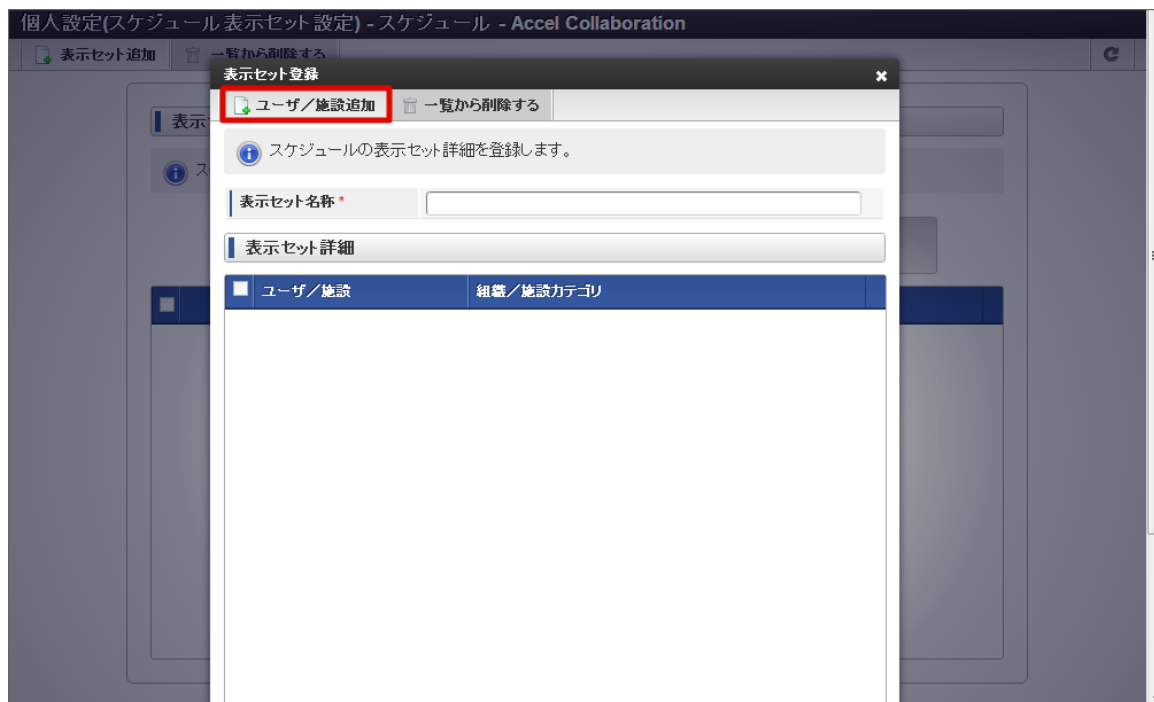 個人設定(スケジュール表示セット設定) - スケジュール - Accel Collaboration
表示セット追加 一覧から削除する
表示セット登録
ユーザ／施設追加 一覧から削除する
表示
スケジュールの表示セット詳細を登録します。
ス
表示セット名称 *
表示セット詳細
ユーザ／施設 組織／施設カテゴリ